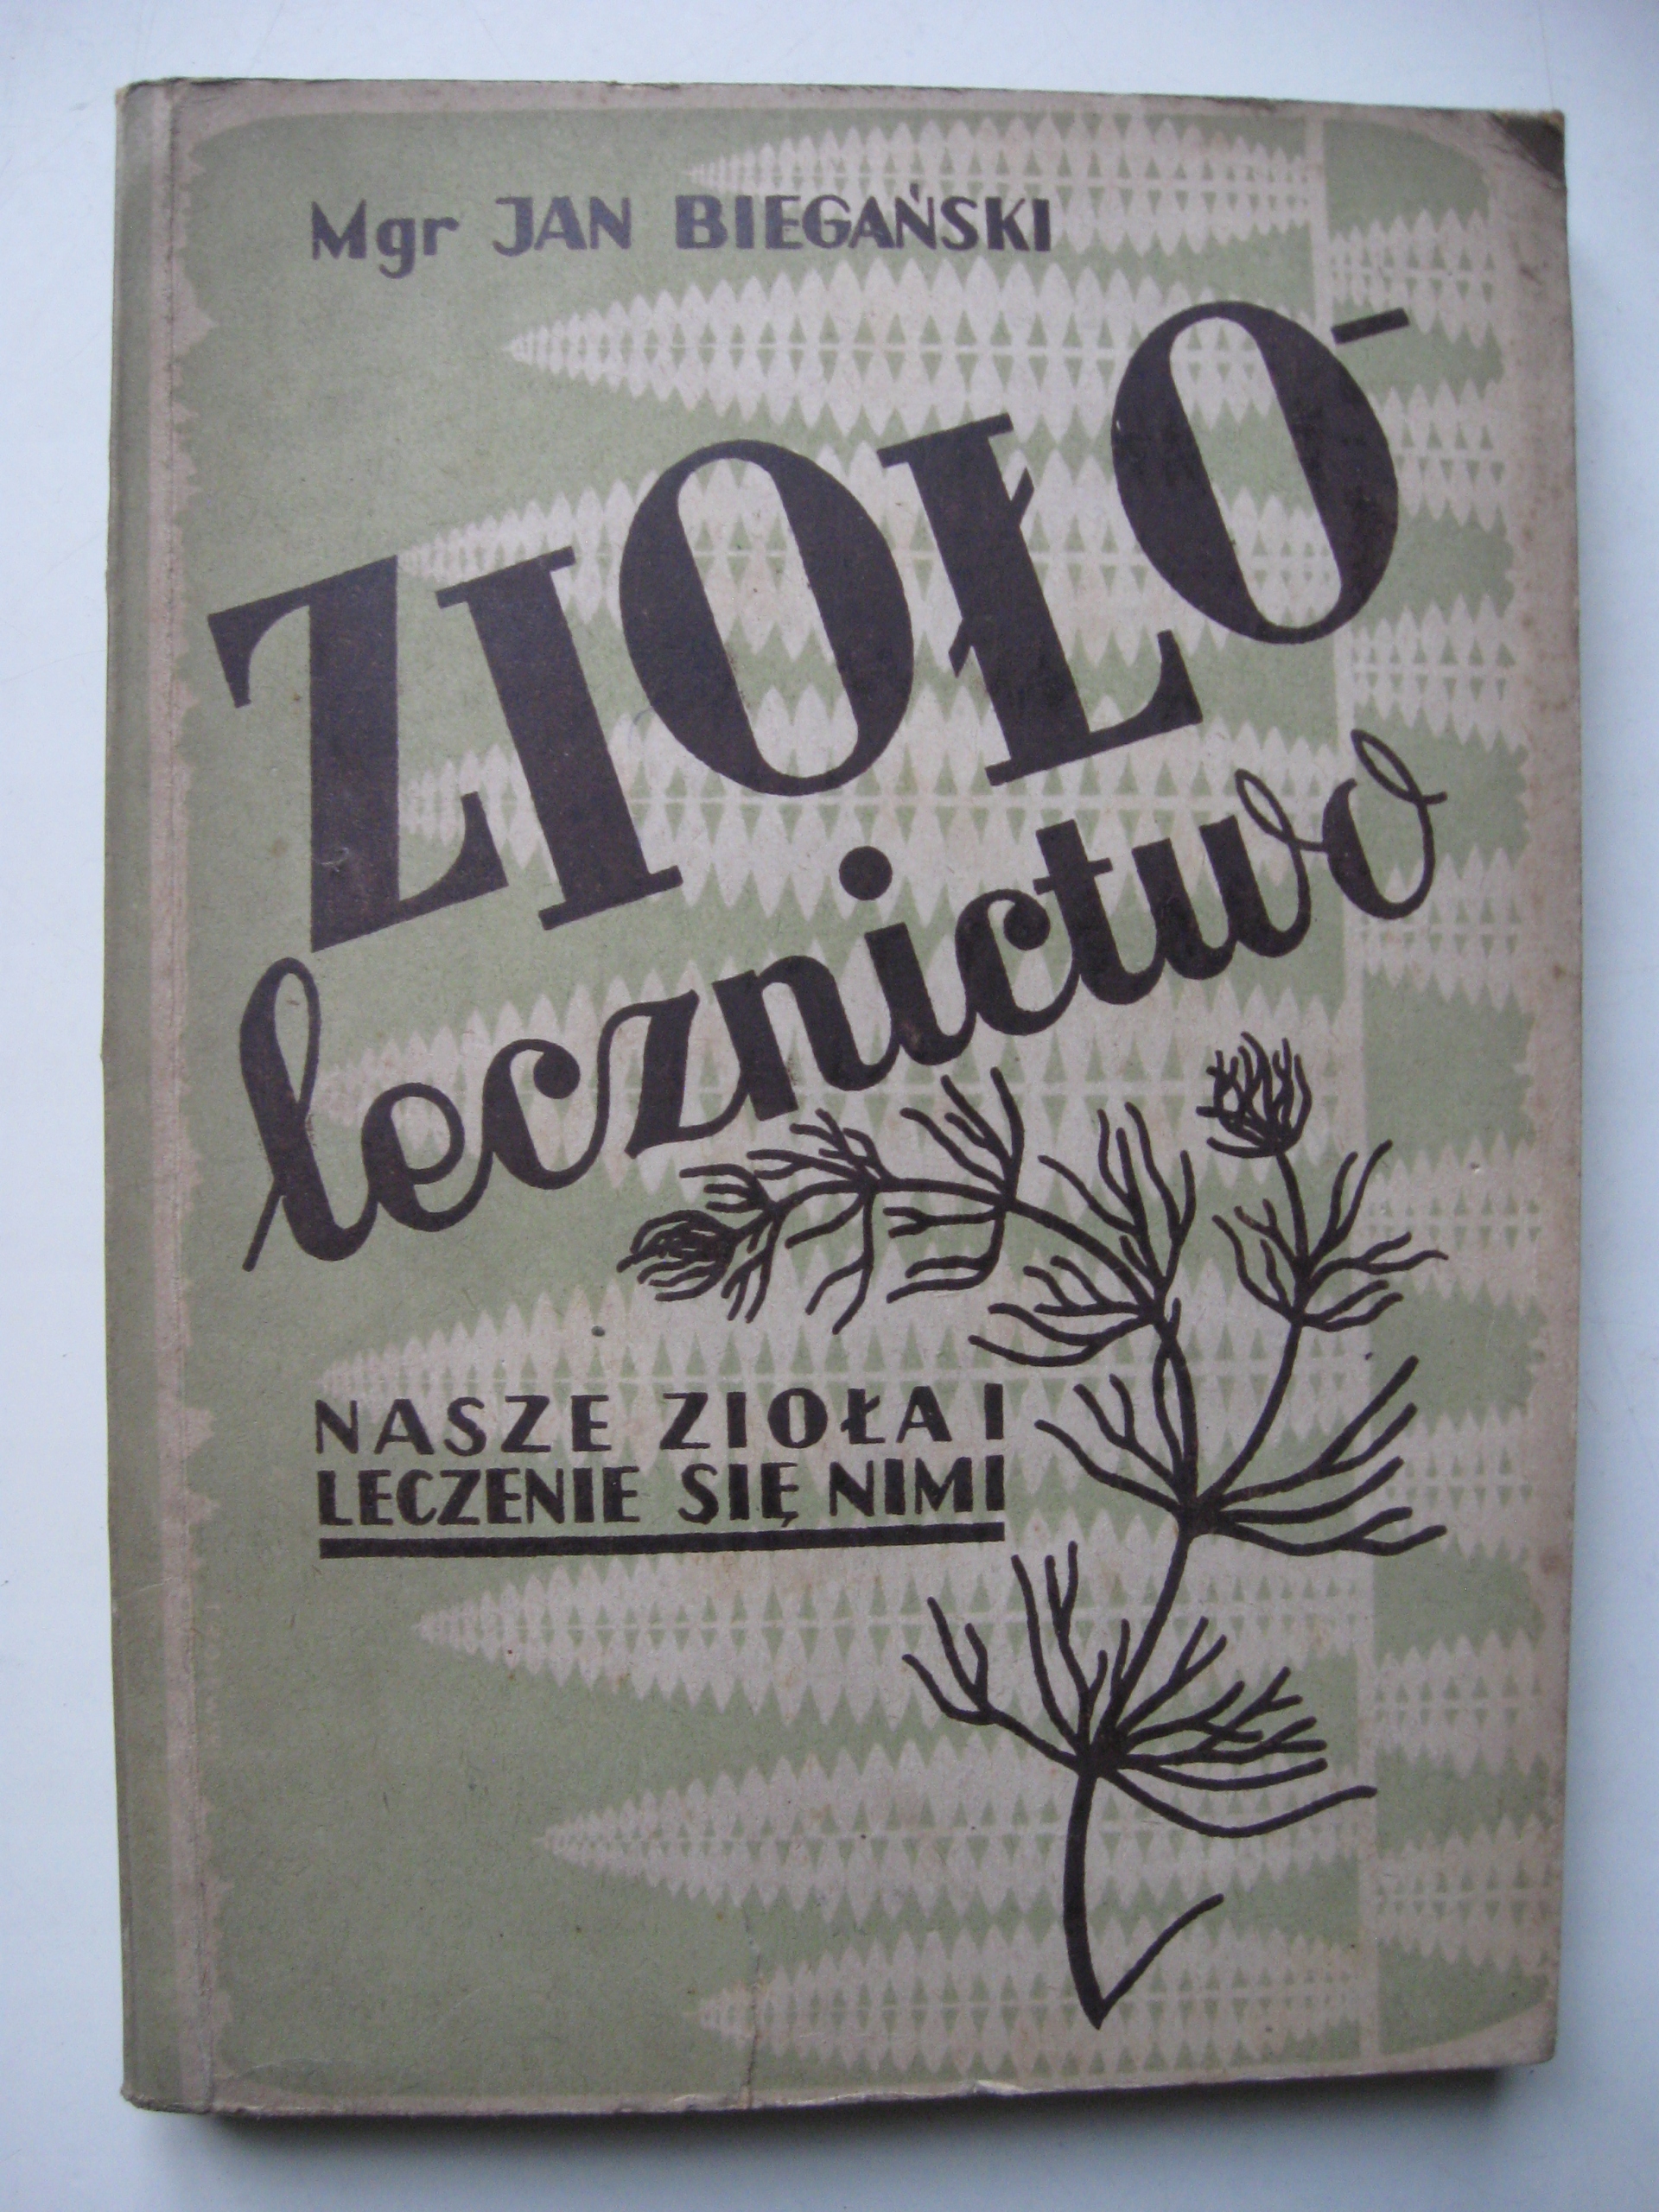 Mgr JAN BIEGAŃSKI
ZIOŁO-
lecznictwo
NASZE ZIOŁA I
LECZENIE SIĘ NIMI